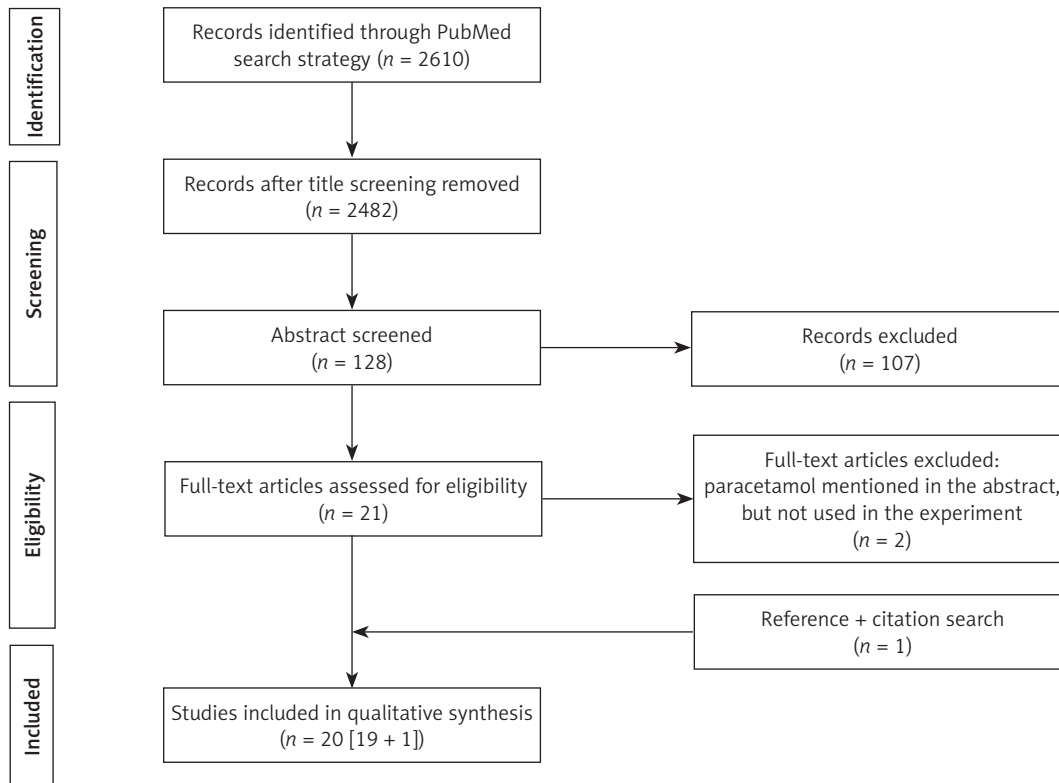 Identification
Records identified through PubMed
search strategy (n = 2610)
Screening
Records after title screening removed
(n = 2482)
Abstract screened
(n = 128)
Records excluded
(n = 107)
Eligibility
Full-text articles assessed for eligibility
(n = 21)
Full-text articles excluded:
paracetamol mentioned in the abstract,
but not used in the experiment
(n = 2)
Reference + citation search
(n = 1)
Included
Studies included in qualitative synthesis
(n = 20 [19 + 1])